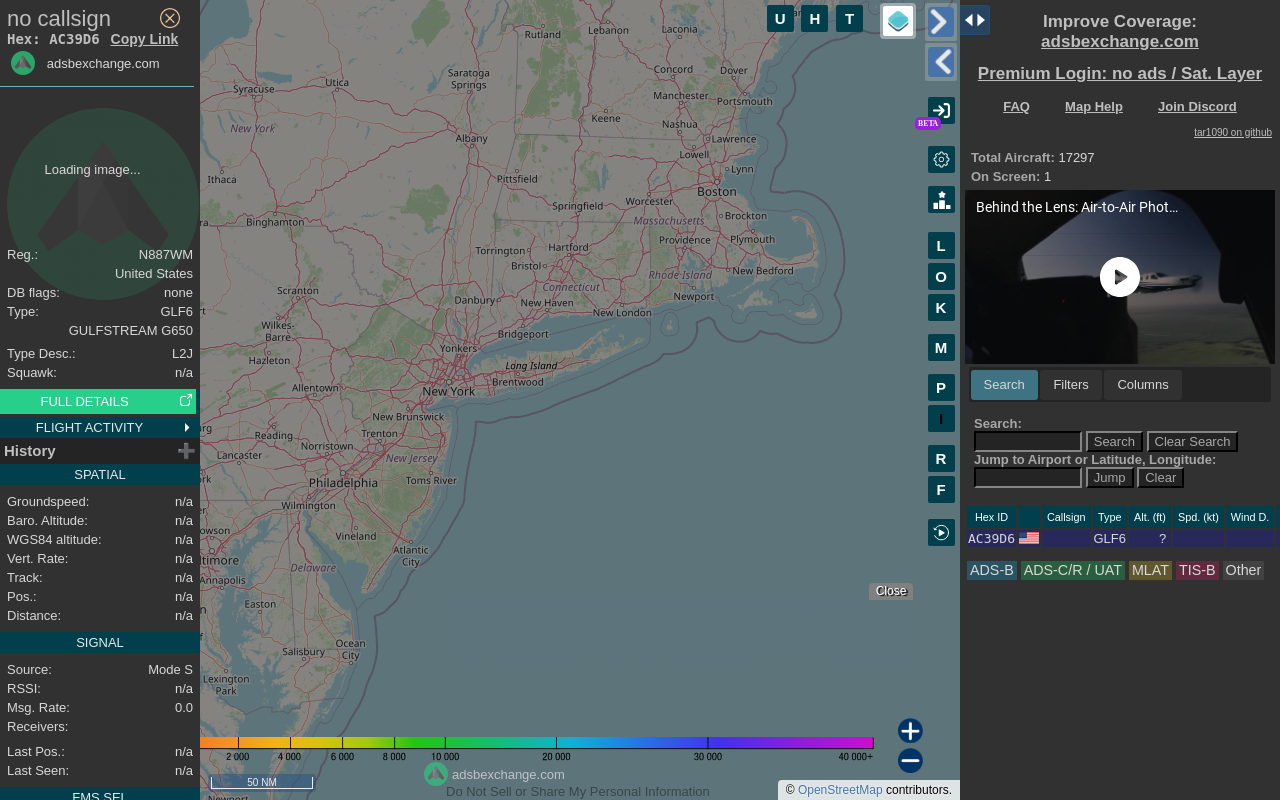 no callsign
Hex: AC39D6 Copy Link
adsbexchange.com
Loading image...
Reg.: N887WM
United States
DB flags: none
Type: GLF6
GULFSTREAM G650
Type Desc.: L2J
Squawk: n/a
FULL DETAILS
FLIGHT ACTIVITY
History
SPATIAL
Groundspeed: n/a
Baro. Altitude: n/a
WGS84 altitude: n/a
Vert. Rate: n/a
Track: n/a
Pos.: n/a
Distance: n/a
SIGNAL
Source: Mode S
RSSI: n/a
Msg. Rate: 0.0
Receivers:
Last Pos.: n/a
Last Seen: n/a
FMS SEL
U H T
Rutland
Lebanon
Laconia
Concord
Dover
Saratoga Springs
Utica
Syracuse
Manchester
Portsmouth
Keene
Nashua
New York
Albany
Lawrence
Lowell
Lynn
Ithaca
Pittsfield
Boston
Worcester
Springfield
Massachusetts
Brockton
Binghamton
Plymouth
Providence
Hartford
Torrington
Bristol
New Bedford
Rhode Island
Connecticut
Newport
Scranton
Danbury
New Haven
New London
Wilkes-Barre
Bridgeport
Yonkers
Hazleton
Long Island
Brentwood
Allentown
New York
New Brunswick
Reading
Trenton
Norristown
Lancaster
New Jersey
Philadelphia
Toms River
Wilmington
Vineland
Atlantic City
Delaware
Annapolis
Easton
Ocean City
Salisbury
Lexington Park
BETA
L
O
K
M
P
I
R
F
Close
2 000 4 000 6 000 8 000 10 000 20 000 30 000 40 000+
50 NM
adsbexchange.com
Do Not Sell or Share My Personal Information
© OpenStreetMap contributors.
Improve Coverage:
adsbexchange.com
Premium Login: no ads / Sat. Layer
FAQ Map Help Join Discord
tar1090 on github
Total Aircraft: 17297
On Screen: 1
Behind the Lens: Air-to-Air Phot...
Search Filters Columns
Search:
Search Clear Search
Jump to Airport or Latitude, Longitude:
Jump Clear
Hex ID Callsign Type Alt. (ft) Spd. (kt) Wind D.
AC39D6 GLF6 ?
ADS-B ADS-C/R / UAT MLAT TIS-B Other